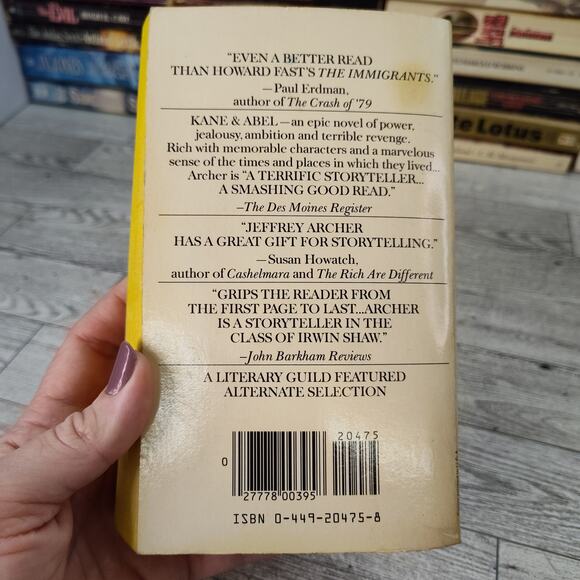 "EVEN A BETTER READ
THAN HOWARD FAST'S THE IMMIGRANTS."
—Paul Erdman,
author of The Crash of '79
KANE & ABEL—an epic novel of power,
jealousy, ambition and terrible revenge.
Rich with memorable characters and a marvelous
sense of the times and places in which they lived...
Archer is "A TERRIFIC STORYTELLER...
A SMASHING GOOD READ."
—The Des Moines Register
"JEFFREY ARCHER
HAS A GREAT GIFT FOR STORYTELLING."
—Susan Howatch,
author of Cashelmara and The Rich Are Different
"GRIPS THE READER FROM
THE FIRST PAGE TO LAST...ARCHER
IS A STORYTELLER IN THE
CLASS OF IRWIN SHAW."
—John Barkham Reviews
A LITERARY GUILD FEATURED
ALTERNATE SELECTION
20475
0
27778 00395
ISBN 0-449-20475-8
Lotus